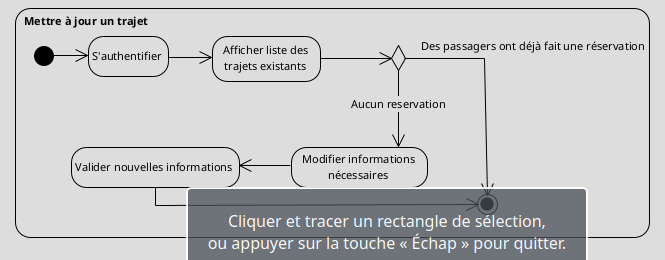 Mettre à jour un trajet
S'authentifier
Afficher liste des
trajets existants
Des passagers ont déjà fait une réservation
Aucun reservation
Modifier informations
nécessaires
Valider nouvelles informations
Cliquer et tracer un rectangle de sélection,
ou appuyer sur la touche « Échap » pour quitter.